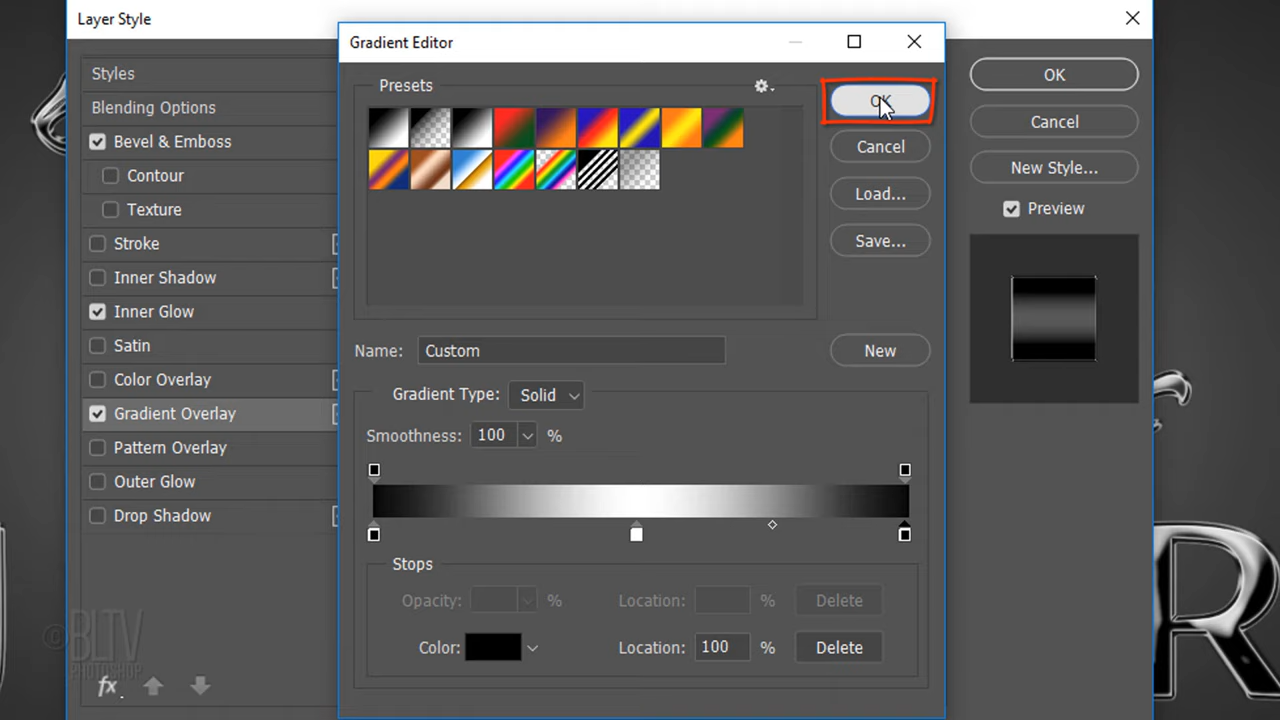 Layer Style
Gradient Editor
Styles
Blending Options
Bevel & Emboss
Contour
Texture
Stroke
Inner Shadow
Inner Glow
Satin
Color Overlay
Gradient Overlay
Pattern Overlay
Outer Glow
Drop Shadow
fx
©BLTV
PHOTOSHOP
Presets
OK
Cancel
Load...
Save...
Name: Custom
New
Gradient Type: Solid
Smoothness: 100 %
Stops
Opacity: % Location: % Delete
Color: Location: 100 % Delete
OK
Cancel
New Style...
Preview
R